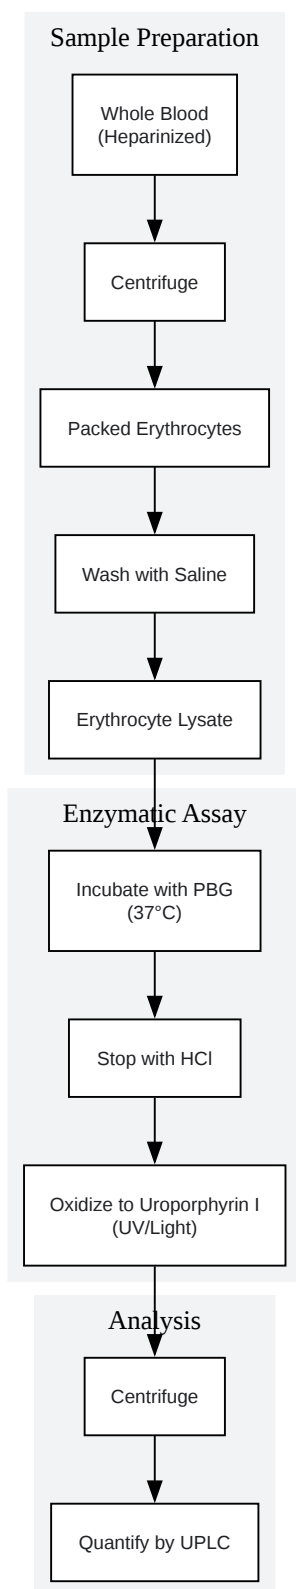 Sample Preparation
Whole Blood
(Heparinized)
Centrifuge
Packed Erythrocytes
Wash with Saline
Erythrocyte Lysate
Enzymatic Assay
Incubate with PBG
(37°C)
Stop with HCl
Oxidize to Uroporphyrin I
(UV/Light)
Analysis
Centrifuge
Quantify by UPLC